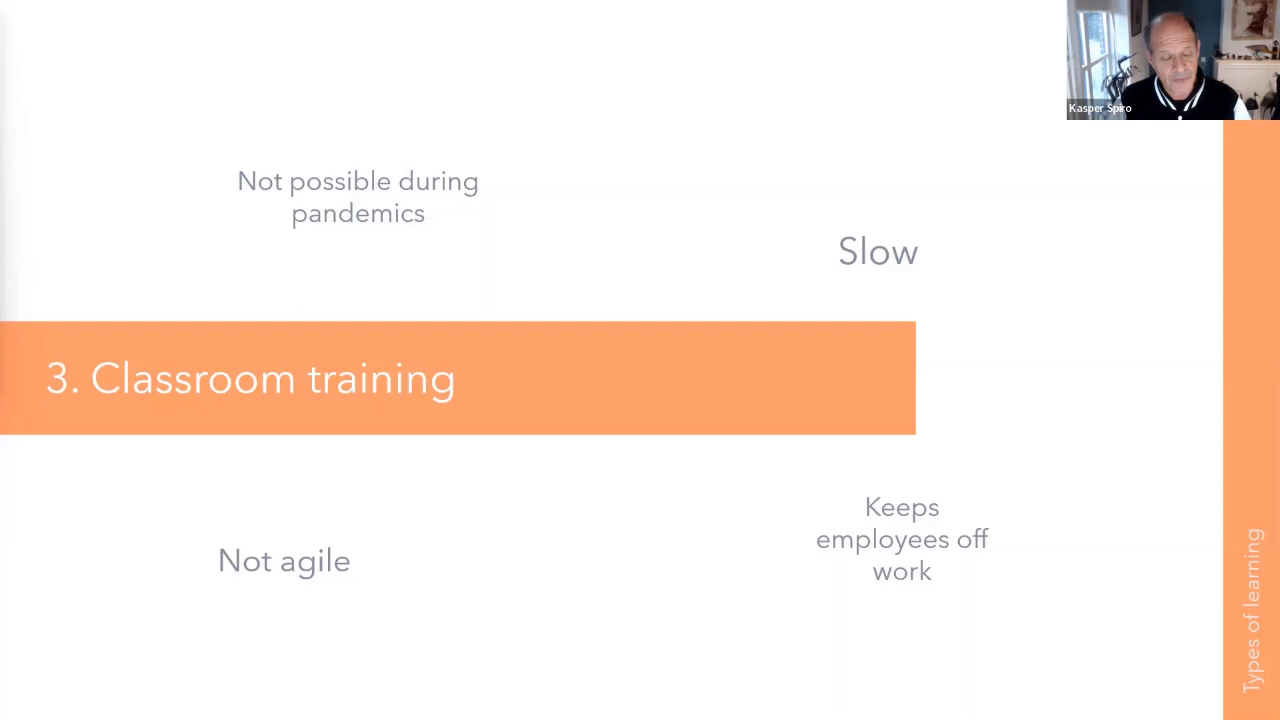 Kasper Spiro
Not possible during
pandemics
Slow
3. Classroom training
Not agile
Keeps
employees off
work
Types of learning